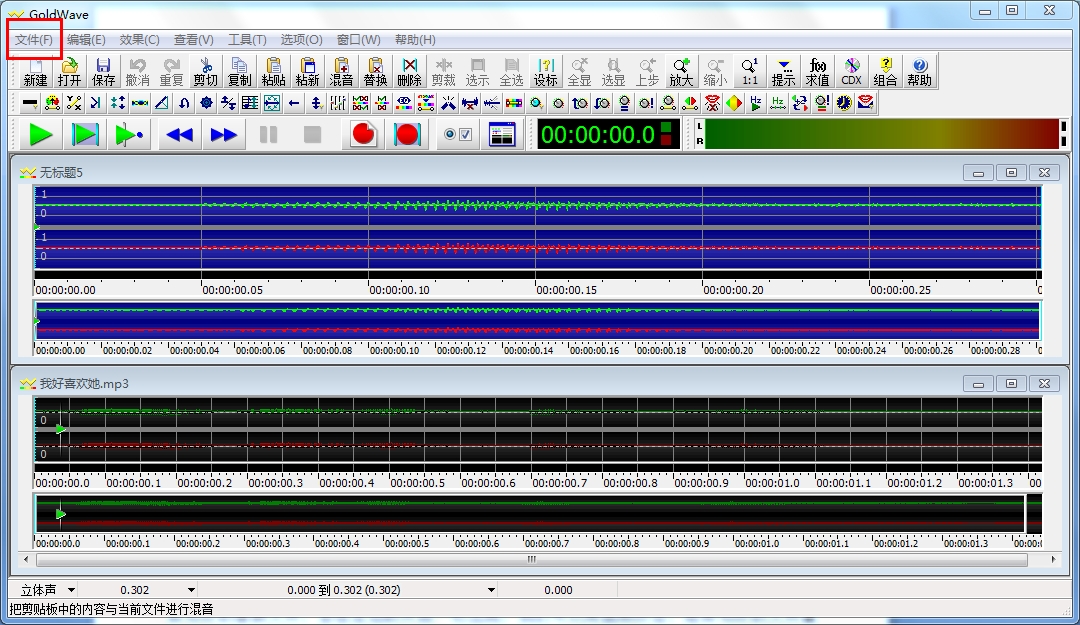 GoldWave
文件(F) 编辑(E) 效果(C) 查看(V) 工具(T) 选项(O) 窗口(W) 帮助(H)
新建 打开 保存 撤消 重复 剪切 复制 粘贴 粘新 混音 替换 删除 剪裁 选示 全选 设标 全显 选显 上步 放大 缩小 1:1 提示 求值 CDX 组合 帮助
00:00:00.0
L
R
无标题5
1
0
1
0
00:00:00.00 00:00:00.05 00:00:00.10 00:00:00.15 00:00:00.20 00:00:00.25 0
00:00:00.00 00:00:00.02 00:00:00.04 00:00:00.06 00:00:00.08 00:00:00.10 00:00:00.12 00:00:00.14 00:00:00.16 00:00:00.18 00:00:00.20 00:00:00.22 00:00:00.24 00:00:00.26 00:00:00.28 0
我好喜欢她.mp3
0
0
00:00:00.0 00:00:00.1 00:00:00.2 00:00:00.3 00:00:00.4 00:00:00.5 00:00:00.6 00:00:00.7 00:00:00.8 00:00:00.9 00:00:01.0 00:00:01.1 00:00:01.2 00:00:01.3 00
00:00:00.0 00:00:00.1 00:00:00.2 00:00:00.3 00:00:00.4 00:00:00.5 00:00:00.6 00:00:00.7 00:00:00.8 00:00:00.9 00:00:01.0 00:00:01.1 00:00:01.2 00:00:01.3 00:00:0
立体声 0.302 0.000 到 0.302 (0.302) 0.000
把剪贴板中的内容与当前文件进行混音